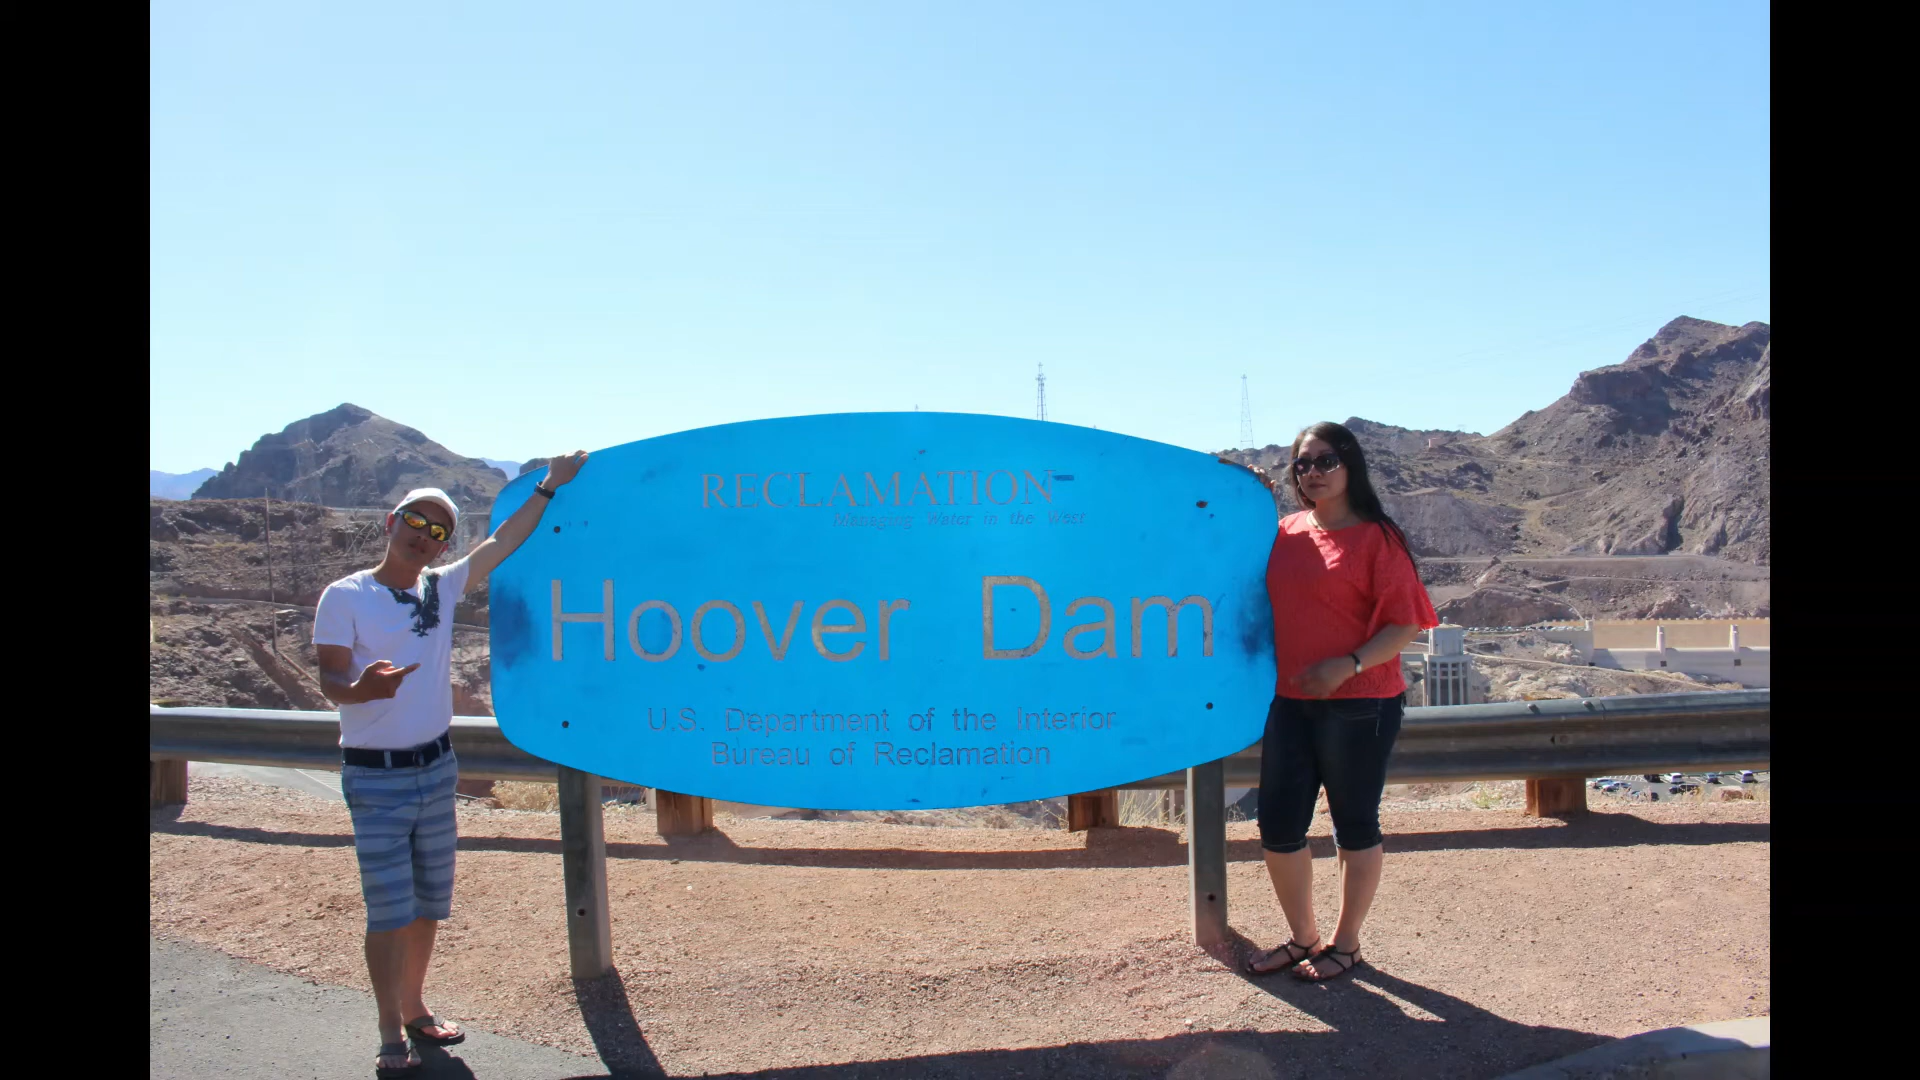 RECLAMATION
Managing Water in the West
Hoover Dam
U.S. Department of the Interior
Bureau of Reclamation